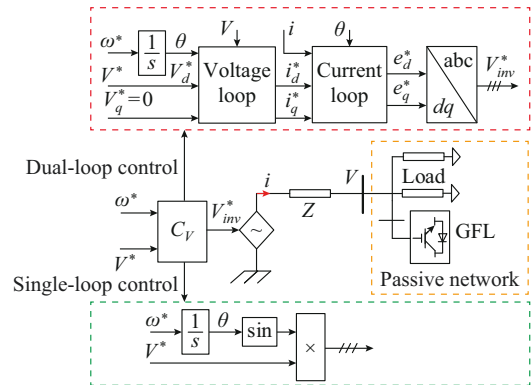 ω*
1/s
θ
V
i
θ
V*
V_d*
Voltage loop
i_d*
Current loop
e_d*
abc
V_inv*
V_q*=0
i_q*
e_q*
dq
Dual-loop control
ω*
V*
C_V
V_inv*
~
i
Z
V
Load
GFL
Passive network
Single-loop control
ω*
1/s
θ
sin
V*
×